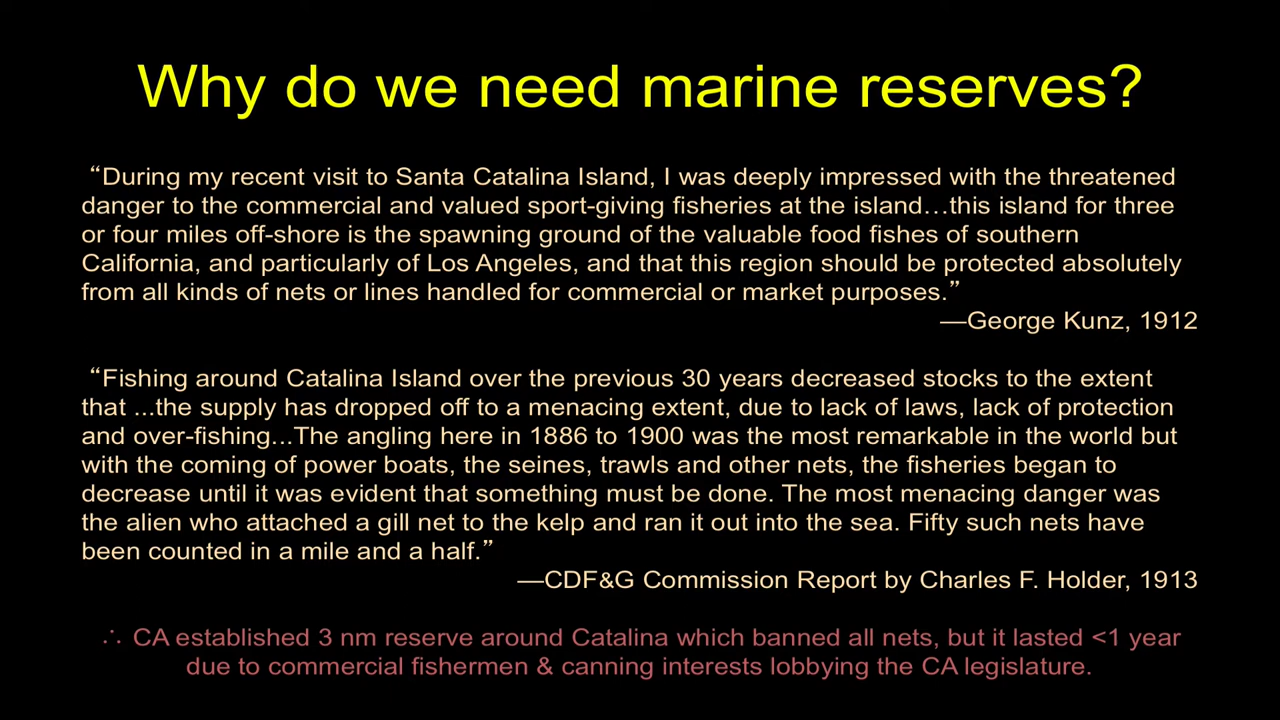 Why do we need marine reserves?
“During my recent visit to Santa Catalina Island, I was deeply impressed with the threatened
danger to the commercial and valued sport-giving fisheries at the island…this island for three
or four miles off-shore is the spawning ground of the valuable food fishes of southern
California, and particularly of Los Angeles, and that this region should be protected absolutely
from all kinds of nets or lines handled for commercial or market purposes.”
—George Kunz, 1912
“Fishing around Catalina Island over the previous 30 years decreased stocks to the extent
that ...the supply has dropped off to a menacing extent, due to lack of laws, lack of protection
and over-fishing...The angling here in 1886 to 1900 was the most remarkable in the world but
with the coming of power boats, the seines, trawls and other nets, the fisheries began to
decrease until it was evident that something must be done. The most menacing danger was
the alien who attached a gill net to the kelp and ran it out into the sea. Fifty such nets have
been counted in a mile and a half.”
—CDF&G Commission Report by Charles F. Holder, 1913
∴ CA established 3 nm reserve around Catalina which banned all nets, but it lasted <1 year
due to commercial fishermen & canning interests lobbying the CA legislature.